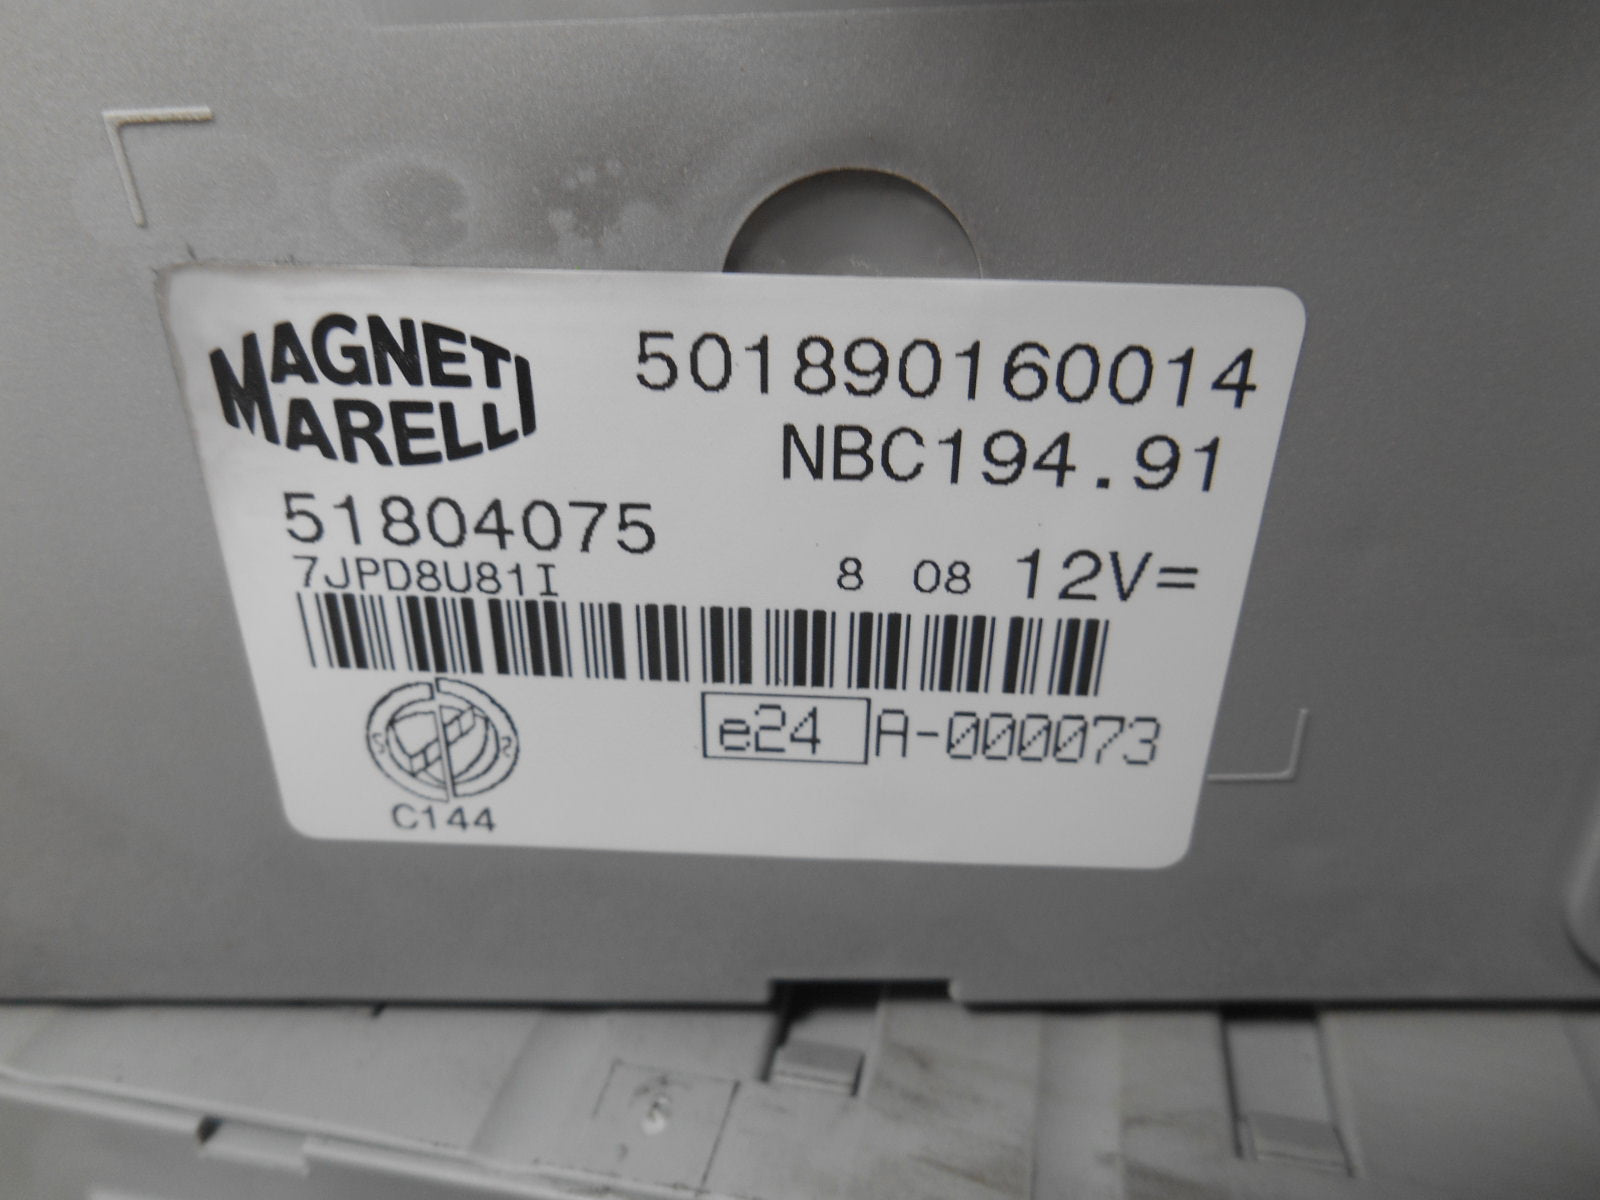 MAGNETI
MARELLI
501890160014
NBC194.91
51804075
7JPD8U81I
8 08 12V=
e24 A-000073
C144